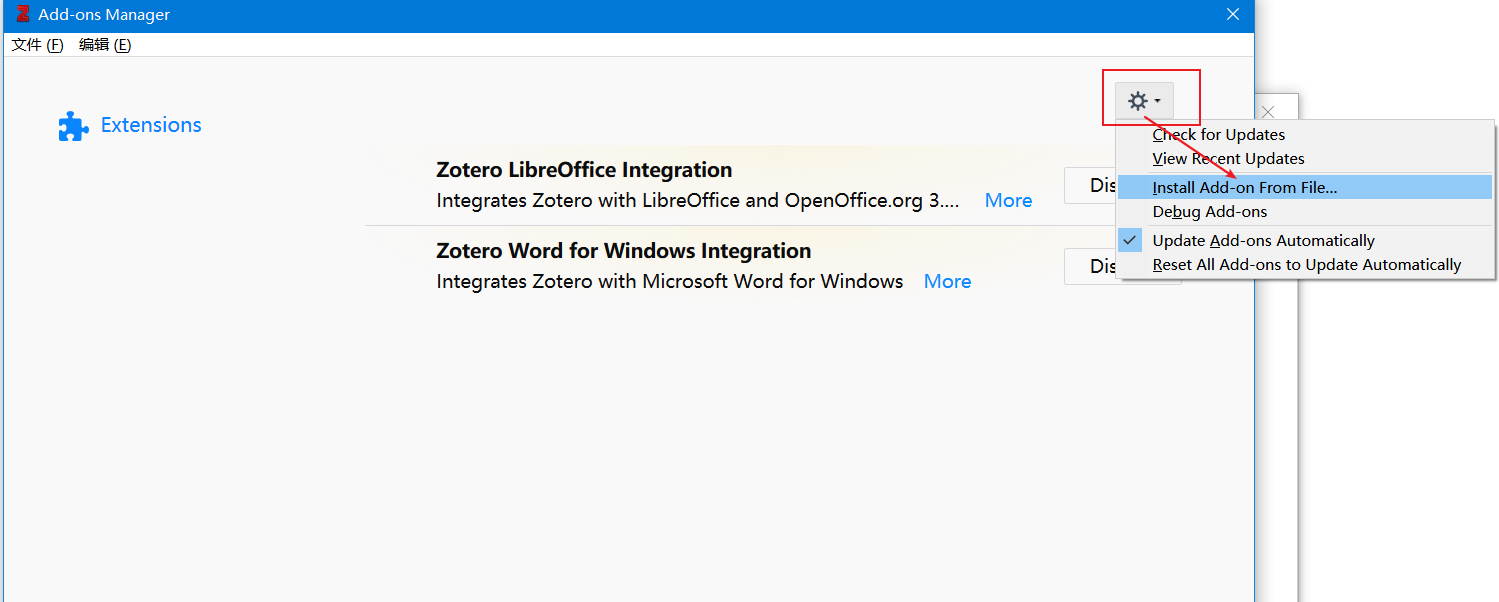 Add-ons Manager
文件 (F) 编辑 (E)
Extensions
Zotero LibreOffice Integration
Integrates Zotero with LibreOffice and OpenOffice.org 3.... More
Dis
Zotero Word for Windows Integration
Integrates Zotero with Microsoft Word for Windows More
Dis
Check for Updates
View Recent Updates
Install Add-on From File...
Debug Add-ons
Update Add-ons Automatically
Reset All Add-ons to Update Automatically